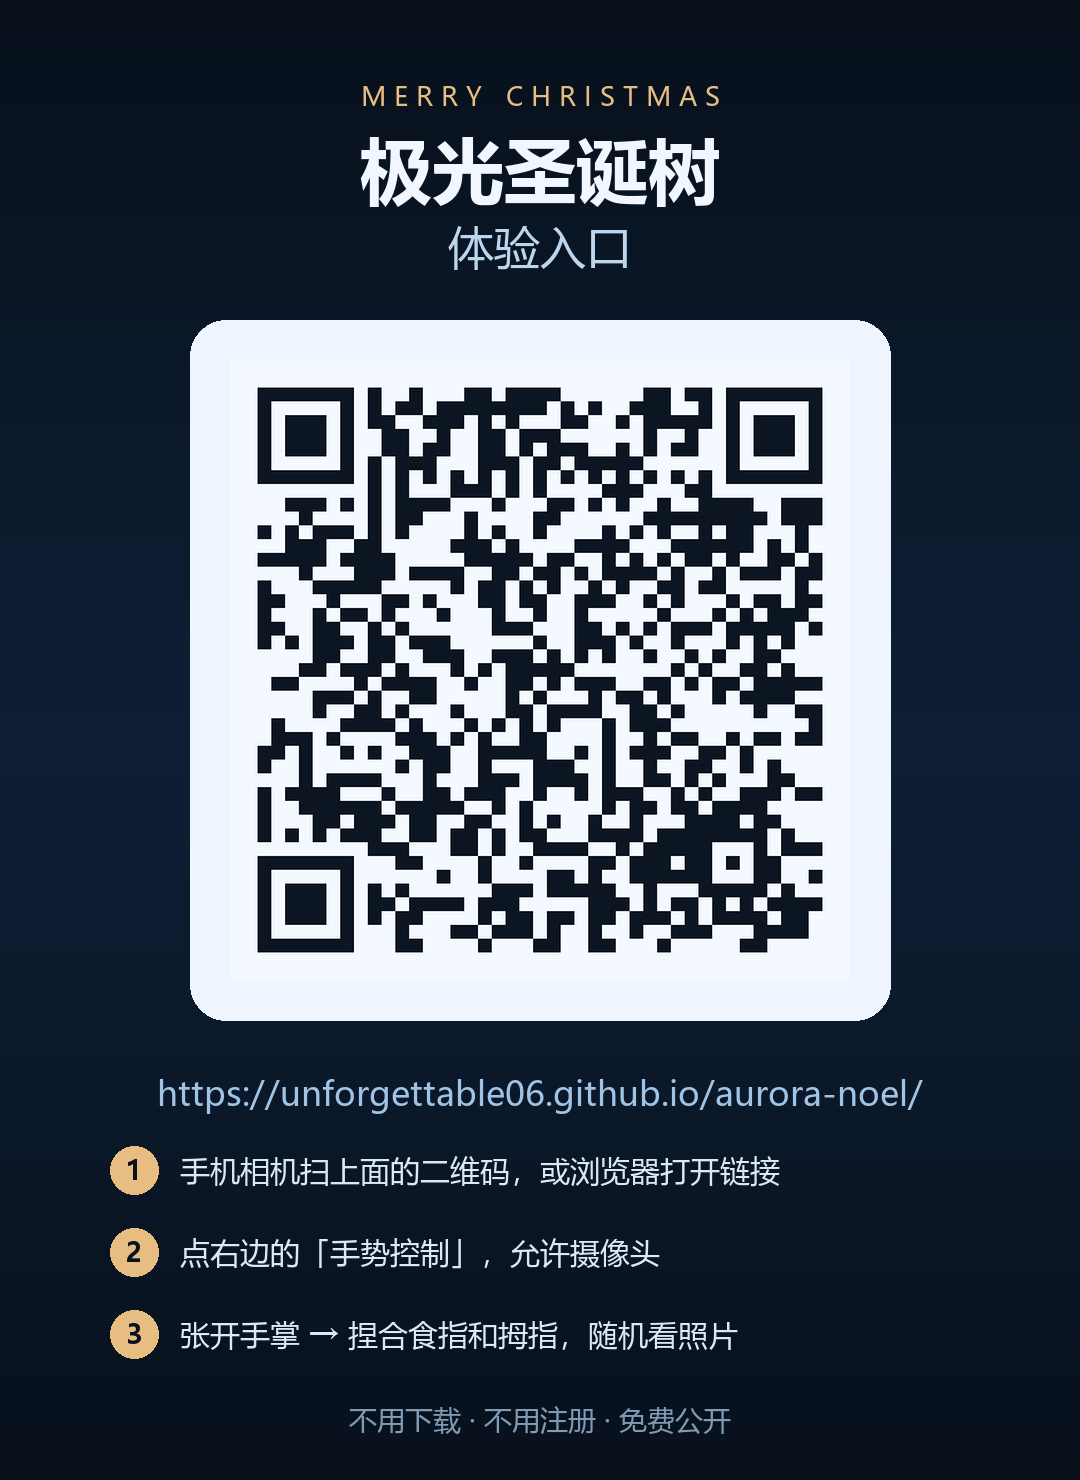 MERRY CHRISTMAS
极光圣诞树
体验入口
https://unforgettable06.github.io/aurora-noel/
1 手机相机扫上面的二维码，或浏览器打开链接
2 点右边的「手势控制」，允许摄像头
3 张开手掌 → 捏合食指和拇指，随机看照片
不用下载 · 不用注册 · 免费公开